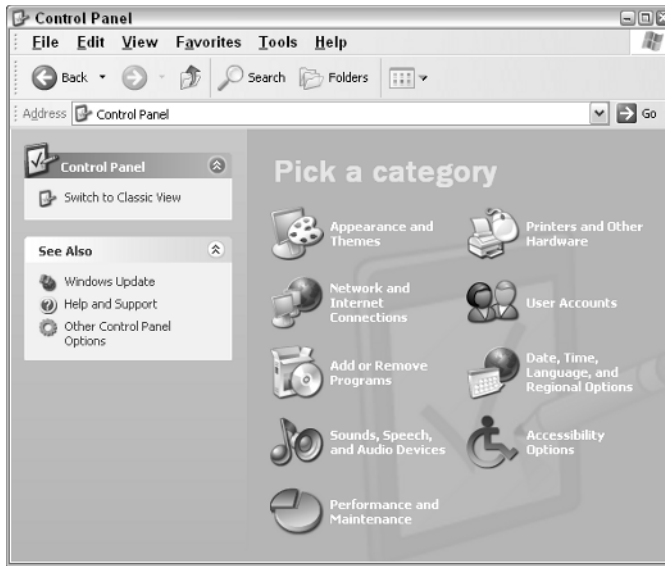 Control Panel
File Edit View Favorites Tools Help
Back Search Folders
Address Control Panel Go
Control Panel
Switch to Classic View
See Also
Windows Update
Help and Support
Other Control Panel
Options
Pick a category
Appearance and
Themes
Printers and Other
Hardware
Network and
Internet
Connections
User Accounts
Add or Remove
Programs
Date, Time,
Language, and
Regional Options
Sounds, Speech,
and Audio Devices
Accessibility
Options
Performance and
Maintenance